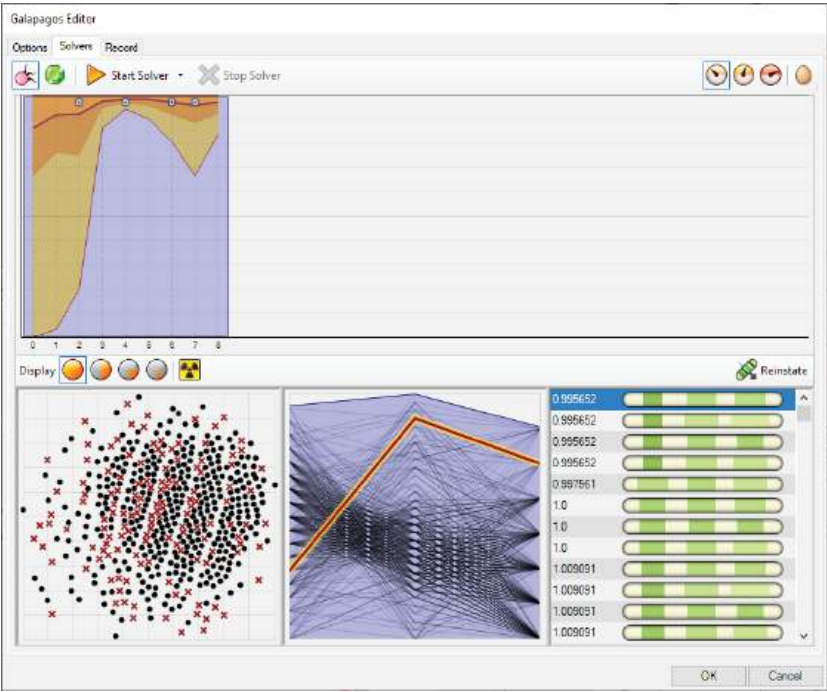 Galapagos Editor
Options Solvers Record
Start Solver Stop Solver
0 1 2 3 4 5 6 7 8
Display Reinstate
0.995652
0.995652
0.995652
0.995652
0.997561
1.0
1.0
1.0
1.009091
1.009091
1.009091
1.009091
OK Cancel